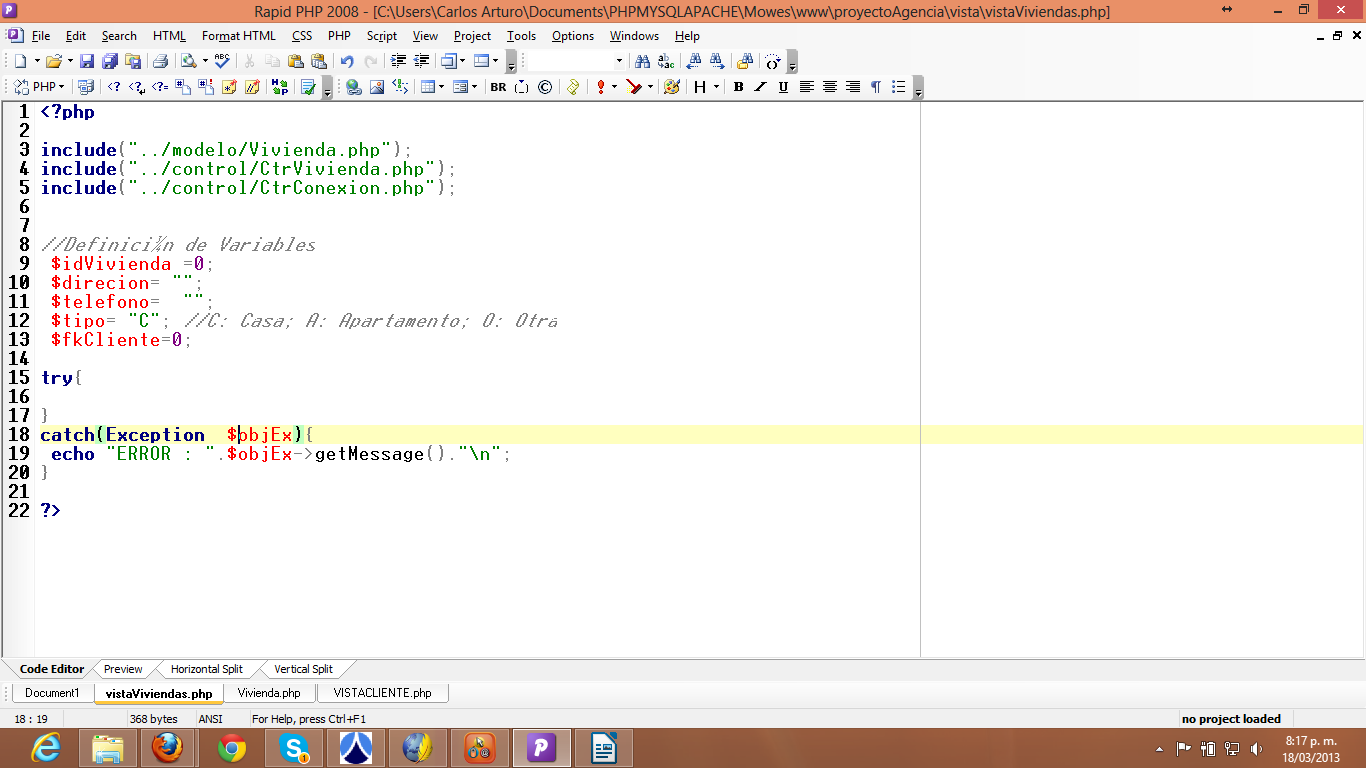 Rapid PHP 2008 - [C:\Users\Carlos Arturo\Documents\PHPMYSQLAPACHE\Mowes\www\proyectoAgencia\vista\vistaViviendas.php]
File Edit Search HTML Format HTML CSS PHP Script View Project Tools Options Windows Help
PHP BR H B I U
1 <?php
2
3 include("../modelo/Vivienda.php");
4 include("../control/CtrVivienda.php");
5 include("../control/CtrConexion.php");
6
7
8 //Definici¾n de Variables
9 $idVivienda =0;
10 $direcion= "";
11 $telefono=  "";
12 $tipo= "C"; //C: Casa; A: Apartamento; O: Otra
13 $fkCliente=0;
14
15 try{
16
17 }
18 catch(Exception  $objEx){
19 echo "ERROR : ".$objEx->getMessage()."\n";
20 }
21
22 ?>
Code Editor Preview Horizontal Split Vertical Split
Document1 vistaViviendas.php Vivienda.php VISTACLIENTE.php
18 : 19 368 bytes ANSI For Help, press Ctrl+F1 no project loaded
8:17 p. m.
18/03/2013